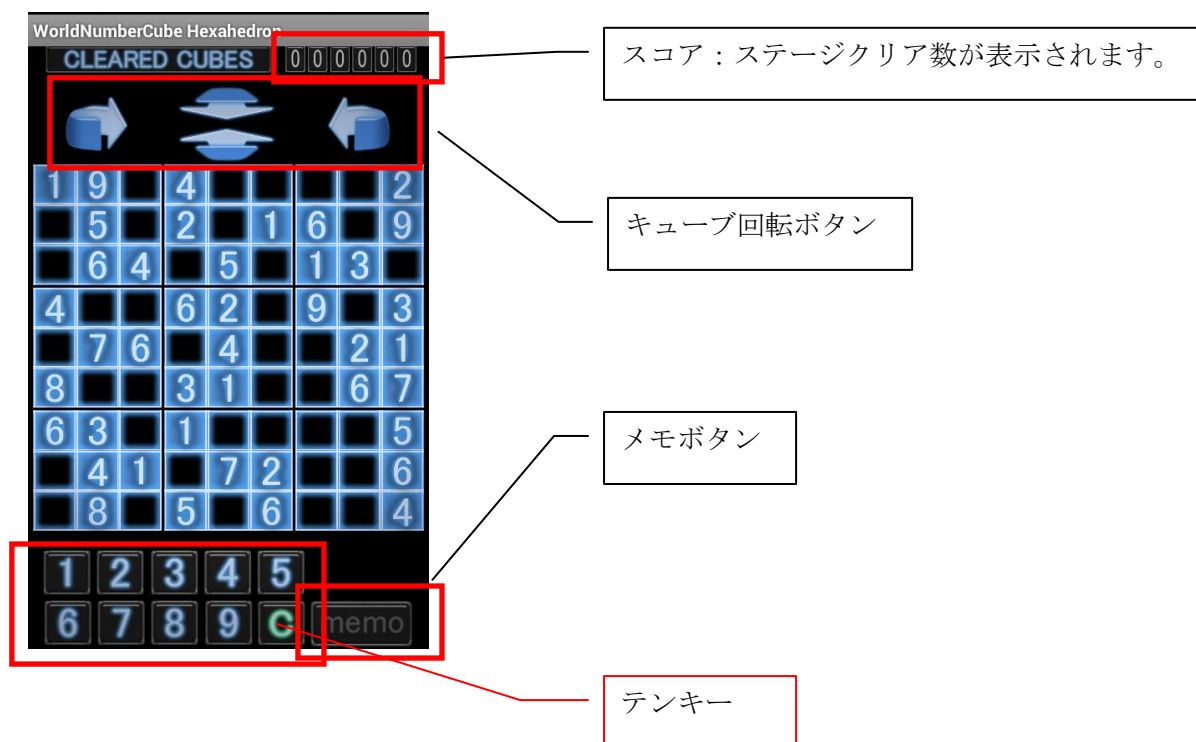 WorldNumberCube Hexahedron
CLEARED CUBES 000000
スコア：ステージクリア数が表示されます。
キューブ回転ボタン
1 9 4 2
5 2 1 6 9
6 4 5 1 3
4 6 2 9 3
7 6 4 2 1
8 3 1 6 7
6 3 1 5
4 1 7 2 6
8 5 6 4
メモボタン
1 2 3 4 5
6 7 8 9 C memo
テンキー